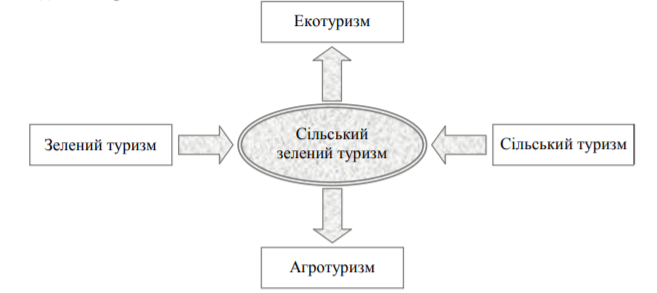 Екотуризм
Зелений туризм
Сільський
зелений туризм
Сільський туризм
Агротуризм